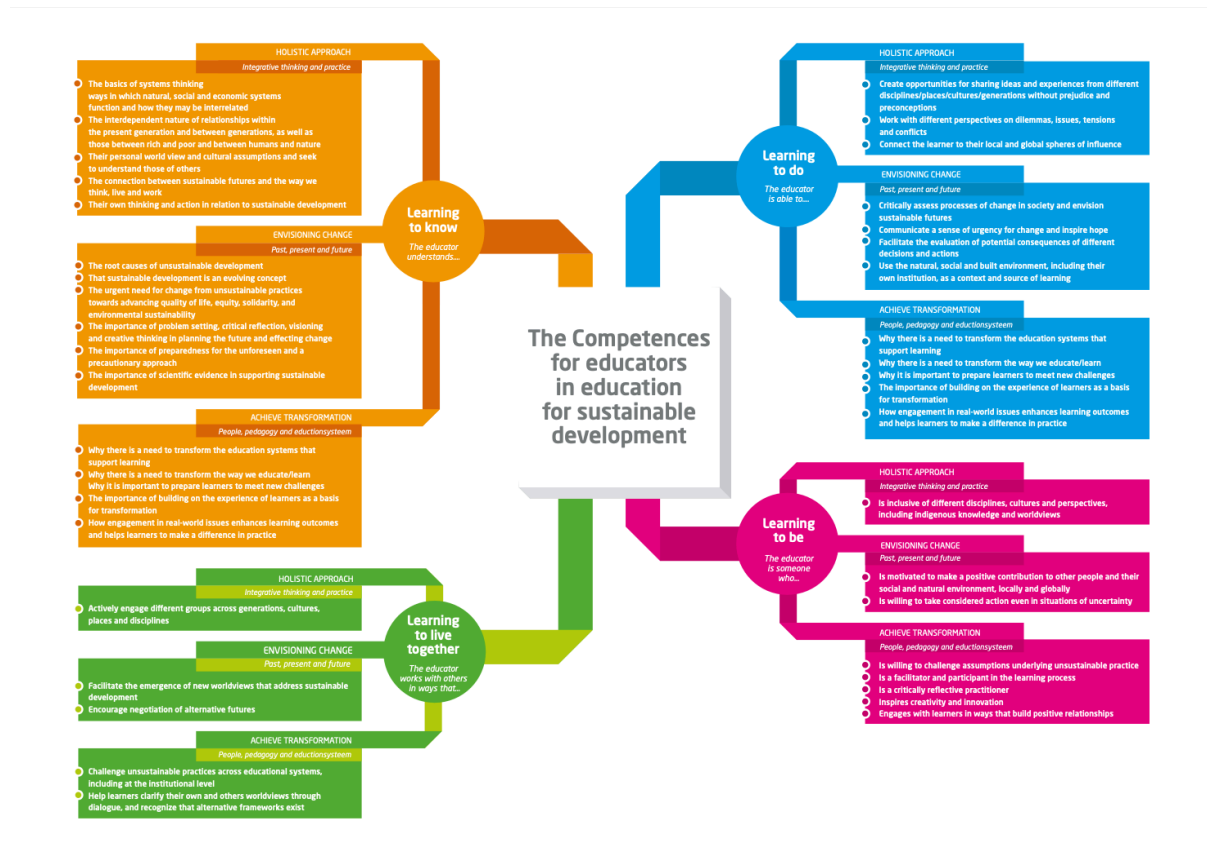 The Competences
for educators
in education
for sustainable
development
Learning
to know
The educator
understands...
HOLISTIC APPROACH
Integrative thinking and practice
The basics of systems thinking
ways in which natural, social and economic systems
function and how they may be interrelated
The interdependent nature of relationships within
the present generation and between generations, as well as
those between rich and poor and between humans and nature
Their personal world view and cultural assumptions and seek
to understand those of others
The connection between sustainable futures and the way we
think, live and work
Their own thinking and action in relation to sustainable development
ENVISIONING CHANGE
Past, present and future
The root causes of unsustainable development
That sustainable development is an evolving concept
The urgent need for change from unsustainable practices
towards advancing quality of life, equity, solidarity, and
environmental sustainability
The importance of problem setting, critical reflection, visioning
and creative thinking in planning the future and effecting change
The importance of preparedness for the unforeseen and a
precautionary approach
The importance of scientific evidence in supporting sustainable
development
ACHIEVE TRANSFORMATION
People, pedagogy and eductionsysteem
Why there is a need to transform the education systems that
support learning
Why there is a need to transform the way we educate/learn
Why it is important to prepare learners to meet new challenges
The importance of building on the experience of learners as a basis
for transformation
How engagement in real-world issues enhances learning outcomes
and helps learners to make a difference in practice
Learning
to live
together
The educator
works with others
in ways that...
HOLISTIC APPROACH
Integrative thinking and practice
Actively engage different groups across generations, cultures,
places and disciplines
ENVISIONING CHANGE
Past, present and future
Facilitate the emergence of new worldviews that address sustainable
development
Encourage negotiation of alternative futures
ACHIEVE TRANSFORMATION
People, pedagogy and eductionsysteem
Challenge unsustainable practices across educational systems,
including at the institutional level
Help learners clarify their own and others worldviews through
dialogue, and recognize that alternative frameworks exist
Learning
to do
The educator
is able to...
HOLISTIC APPROACH
Integrative thinking and practice
Create opportunities for sharing ideas and experiences from different
disciplines/places/cultures/generations without prejudice and
preconceptions
Work with different perspectives on dilemmas, issues, tensions
and conflicts
Connect the learner to their local and global spheres of influence
ENVISIONING CHANGE
Past, present and future
Critically assess processes of change in society and envision
sustainable futures
Communicate a sense of urgency for change and inspire hope
Facilitate the evaluation of potential consequences of different
decisions and actions
Use the natural, social and built environment, including their
own institution, as a context and source of learning
ACHIEVE TRANSFORMATION
People, pedagogy and eductionsysteem
Why there is a need to transform the education systems that
support learning
Why there is a need to transform the way we educate/learn
Why it is important to prepare learners to meet new challenges
The importance of building on the experience of learners as a basis
for transformation
How engagement in real-world issues enhances learning outcomes
and helps learners to make a difference in practice
Learning
to be
The educator
is someone
who...
HOLISTIC APPROACH
Integrative thinking and practice
Is inclusive of different disciplines, cultures and perspectives,
including indigenous knowledge and worldviews
ENVISIONING CHANGE
Past, present and future
Is motivated to make a positive contribution to other people and their
social and natural environment, locally and globally
Is willing to take considered action even in situations of uncertainty
ACHIEVE TRANSFORMATION
People, pedagogy and eductionsysteem
Is willing to challenge assumptions underlying unsustainable practice
Is a facilitator and participant in the learning process
Is a critically reflective practitioner
Inspires creativity and innovation
Engages with learners in ways that build positive relationships